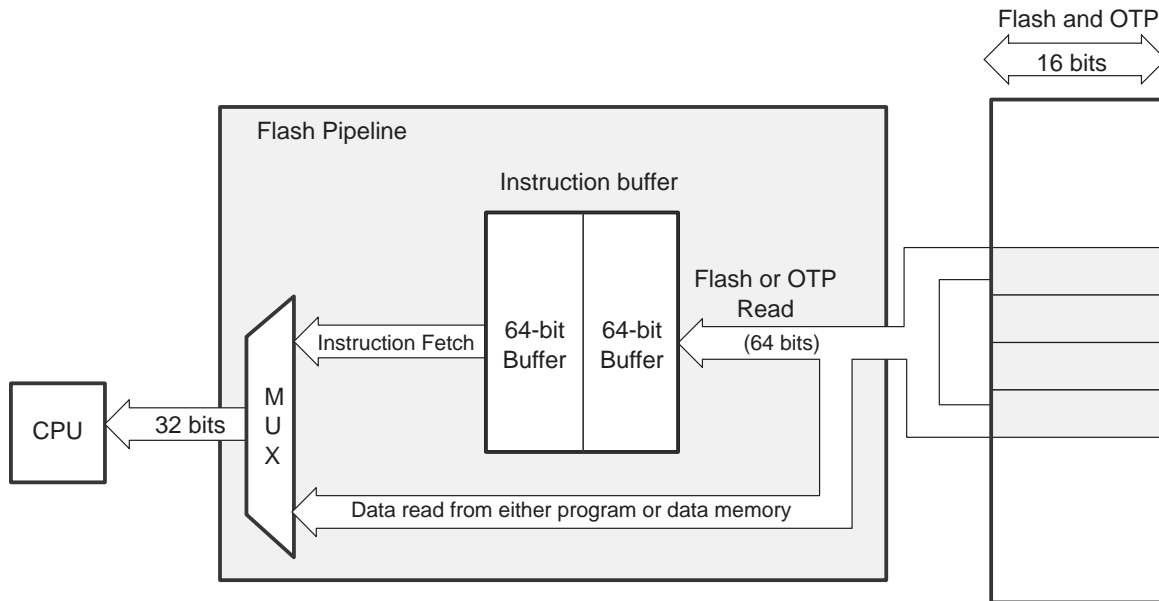 Flash and OTP
16 bits
Flash Pipeline
Instruction buffer
Flash or OTP
Read
(64 bits)
64-bit
Buffer
64-bit
Buffer
Instruction Fetch
M
U
X
CPU
32 bits
Data read from either program or data memory